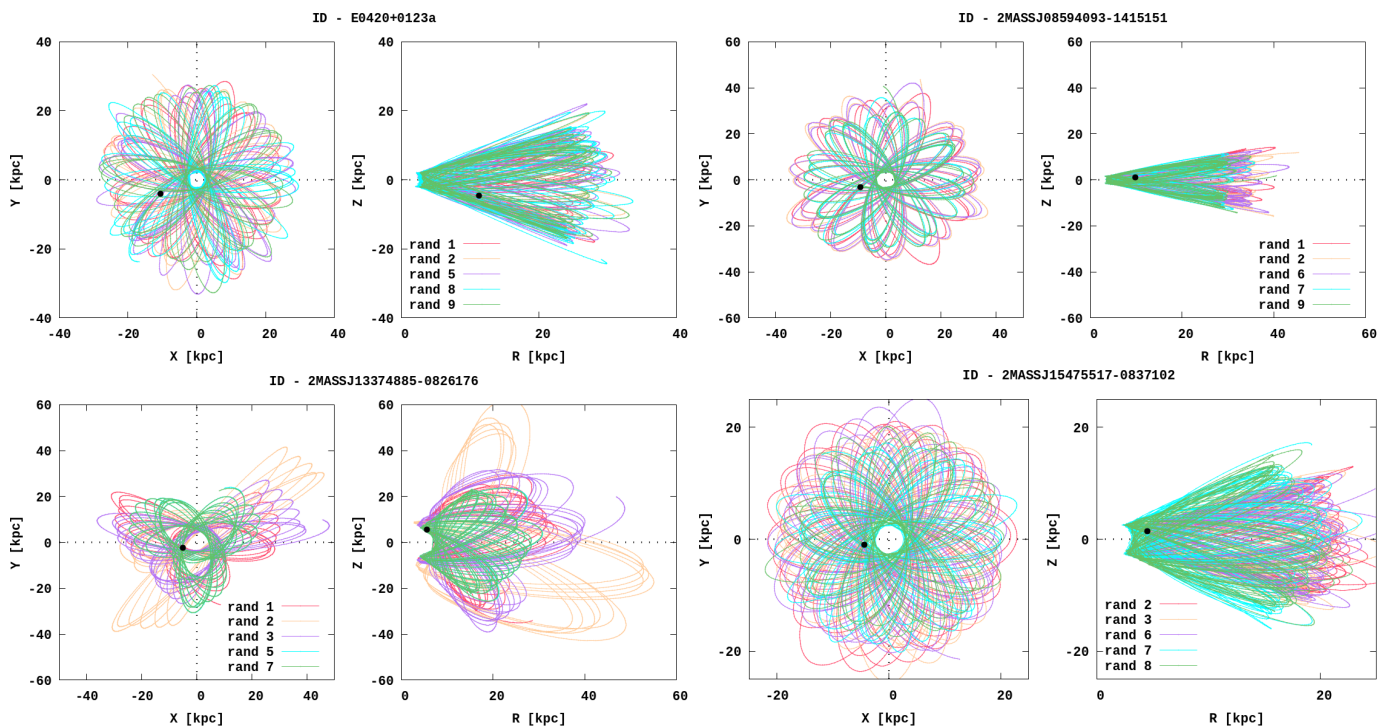 ID - E0420+0123a
40
20
0
-20
-40
-40
-20
0
20
40
X [kpc]
Y [kpc]
40
20
0
-20
-40
0
20
40
R [kpc]
Z [kpc]
rand 1
rand 2
rand 5
rand 8
rand 9
ID - 2MASSJ08594093-1415151
60
40
20
0
-20
-40
-60
-40
-20
0
20
40
X [kpc]
Y [kpc]
60
40
20
0
-20
-40
-60
0
20
40
60
R [kpc]
Z [kpc]
rand 1
rand 2
rand 6
rand 7
rand 9
ID - 2MASSJ13374885-0826176
60
40
20
0
-20
-40
-60
-40
-20
0
20
40
X [kpc]
Y [kpc]
rand 1
rand 2
rand 3
rand 5
rand 7
60
40
20
0
-20
-40
-60
0
20
40
60
R [kpc]
Z [kpc]
ID - 2MASSJ15475517-0837102
20
0
-20
-20
0
20
X [kpc]
Y [kpc]
20
0
-20
0
20
R [kpc]
Z [kpc]
rand 2
rand 3
rand 6
rand 7
rand 8